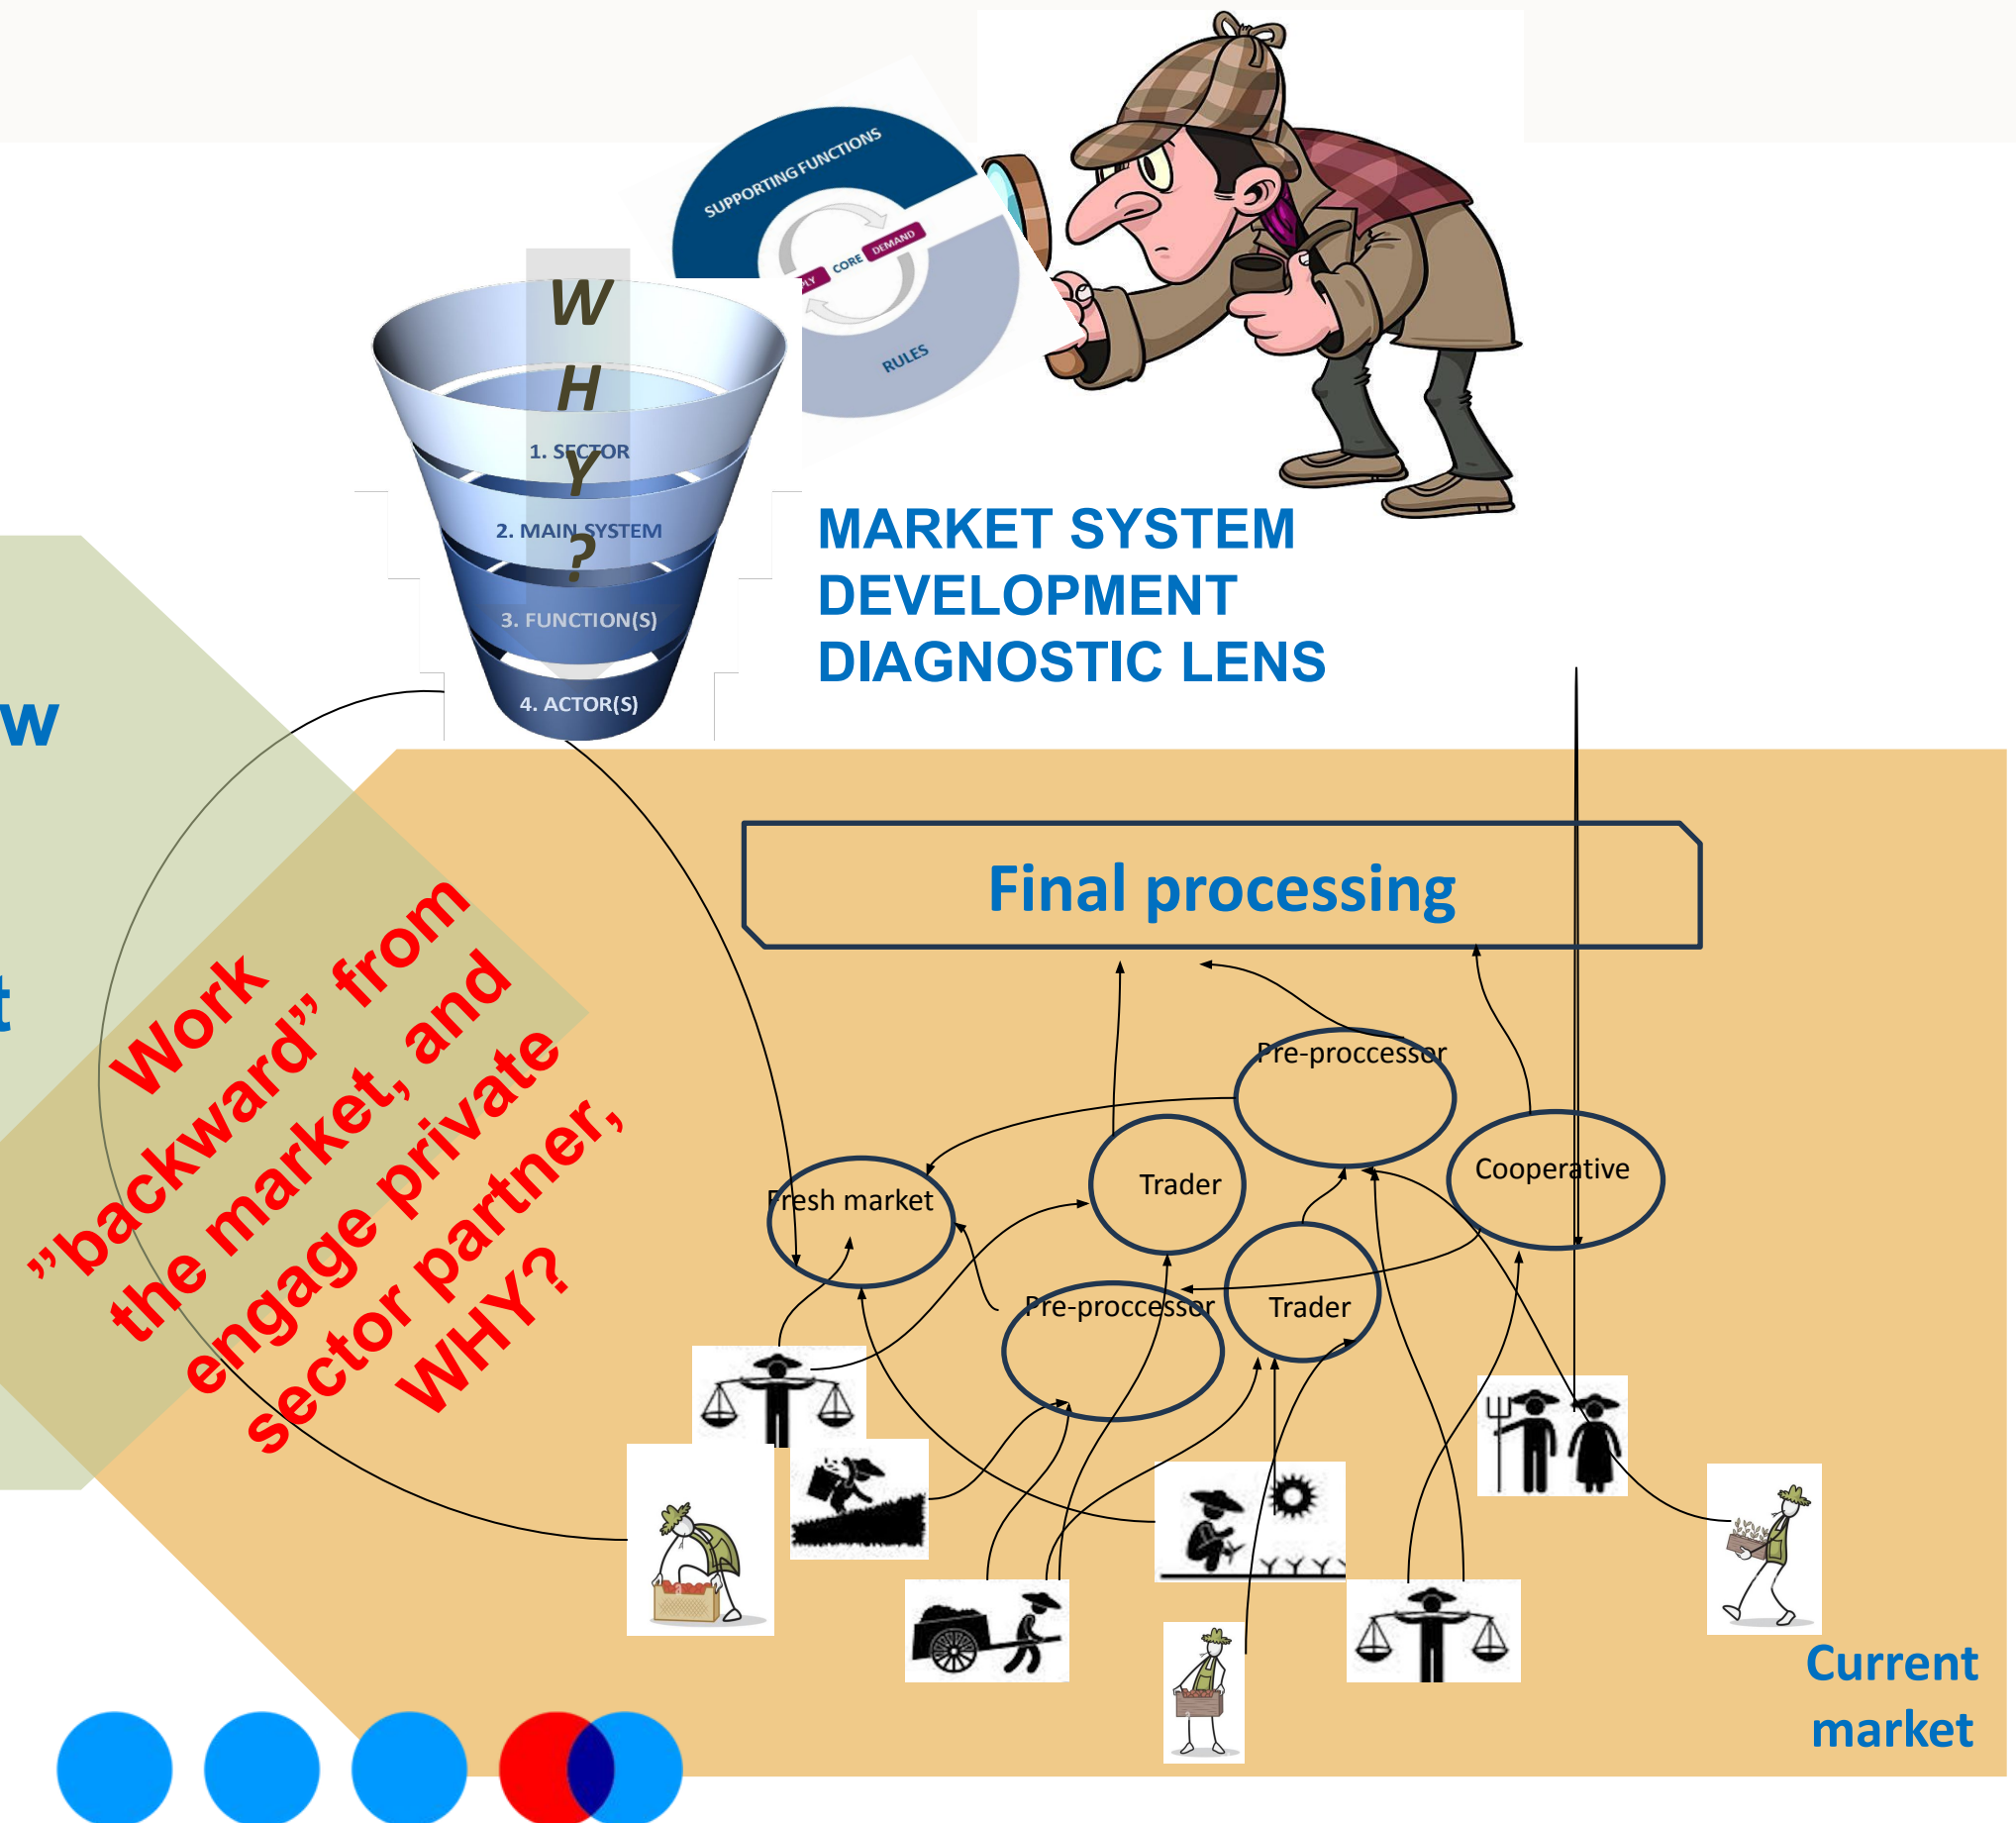 SUPPORTING FUNCTIONS
CORE
DEMAND
RULES
W
H
Y
?
1. SECTOR
2. MAIN SYSTEM
3. FUNCTION(S)
4. ACTOR(S)
MARKET SYSTEM
DEVELOPMENT
DIAGNOSTIC LENS
w
t
Work
”backward” from
the market, and
engage private
sector partner,
WHY?
Final processing
Pre-proccessor
Cooperative
Trader
Fresh market
Pre-proccessor
Trader
Current
market